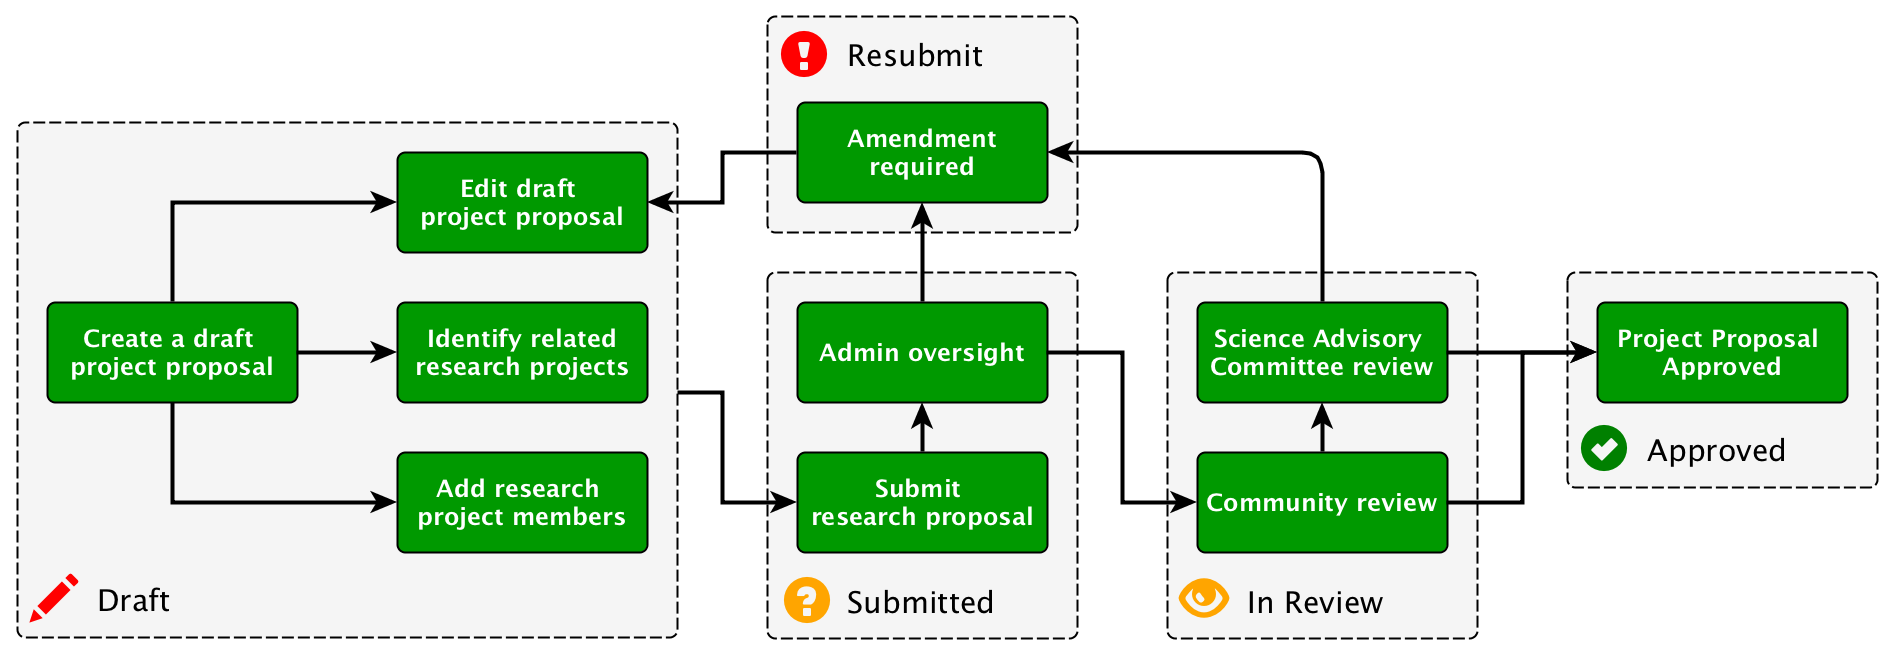 Resubmit
Amendment
required
Edit draft
project proposal
Create a draft
project proposal
Identify related
research projects
Add research
project members
Draft
Admin oversight
Submit
research proposal
Submitted
Science Advisory
Committee review
Community review
In Review
Project Proposal
Approved
Approved